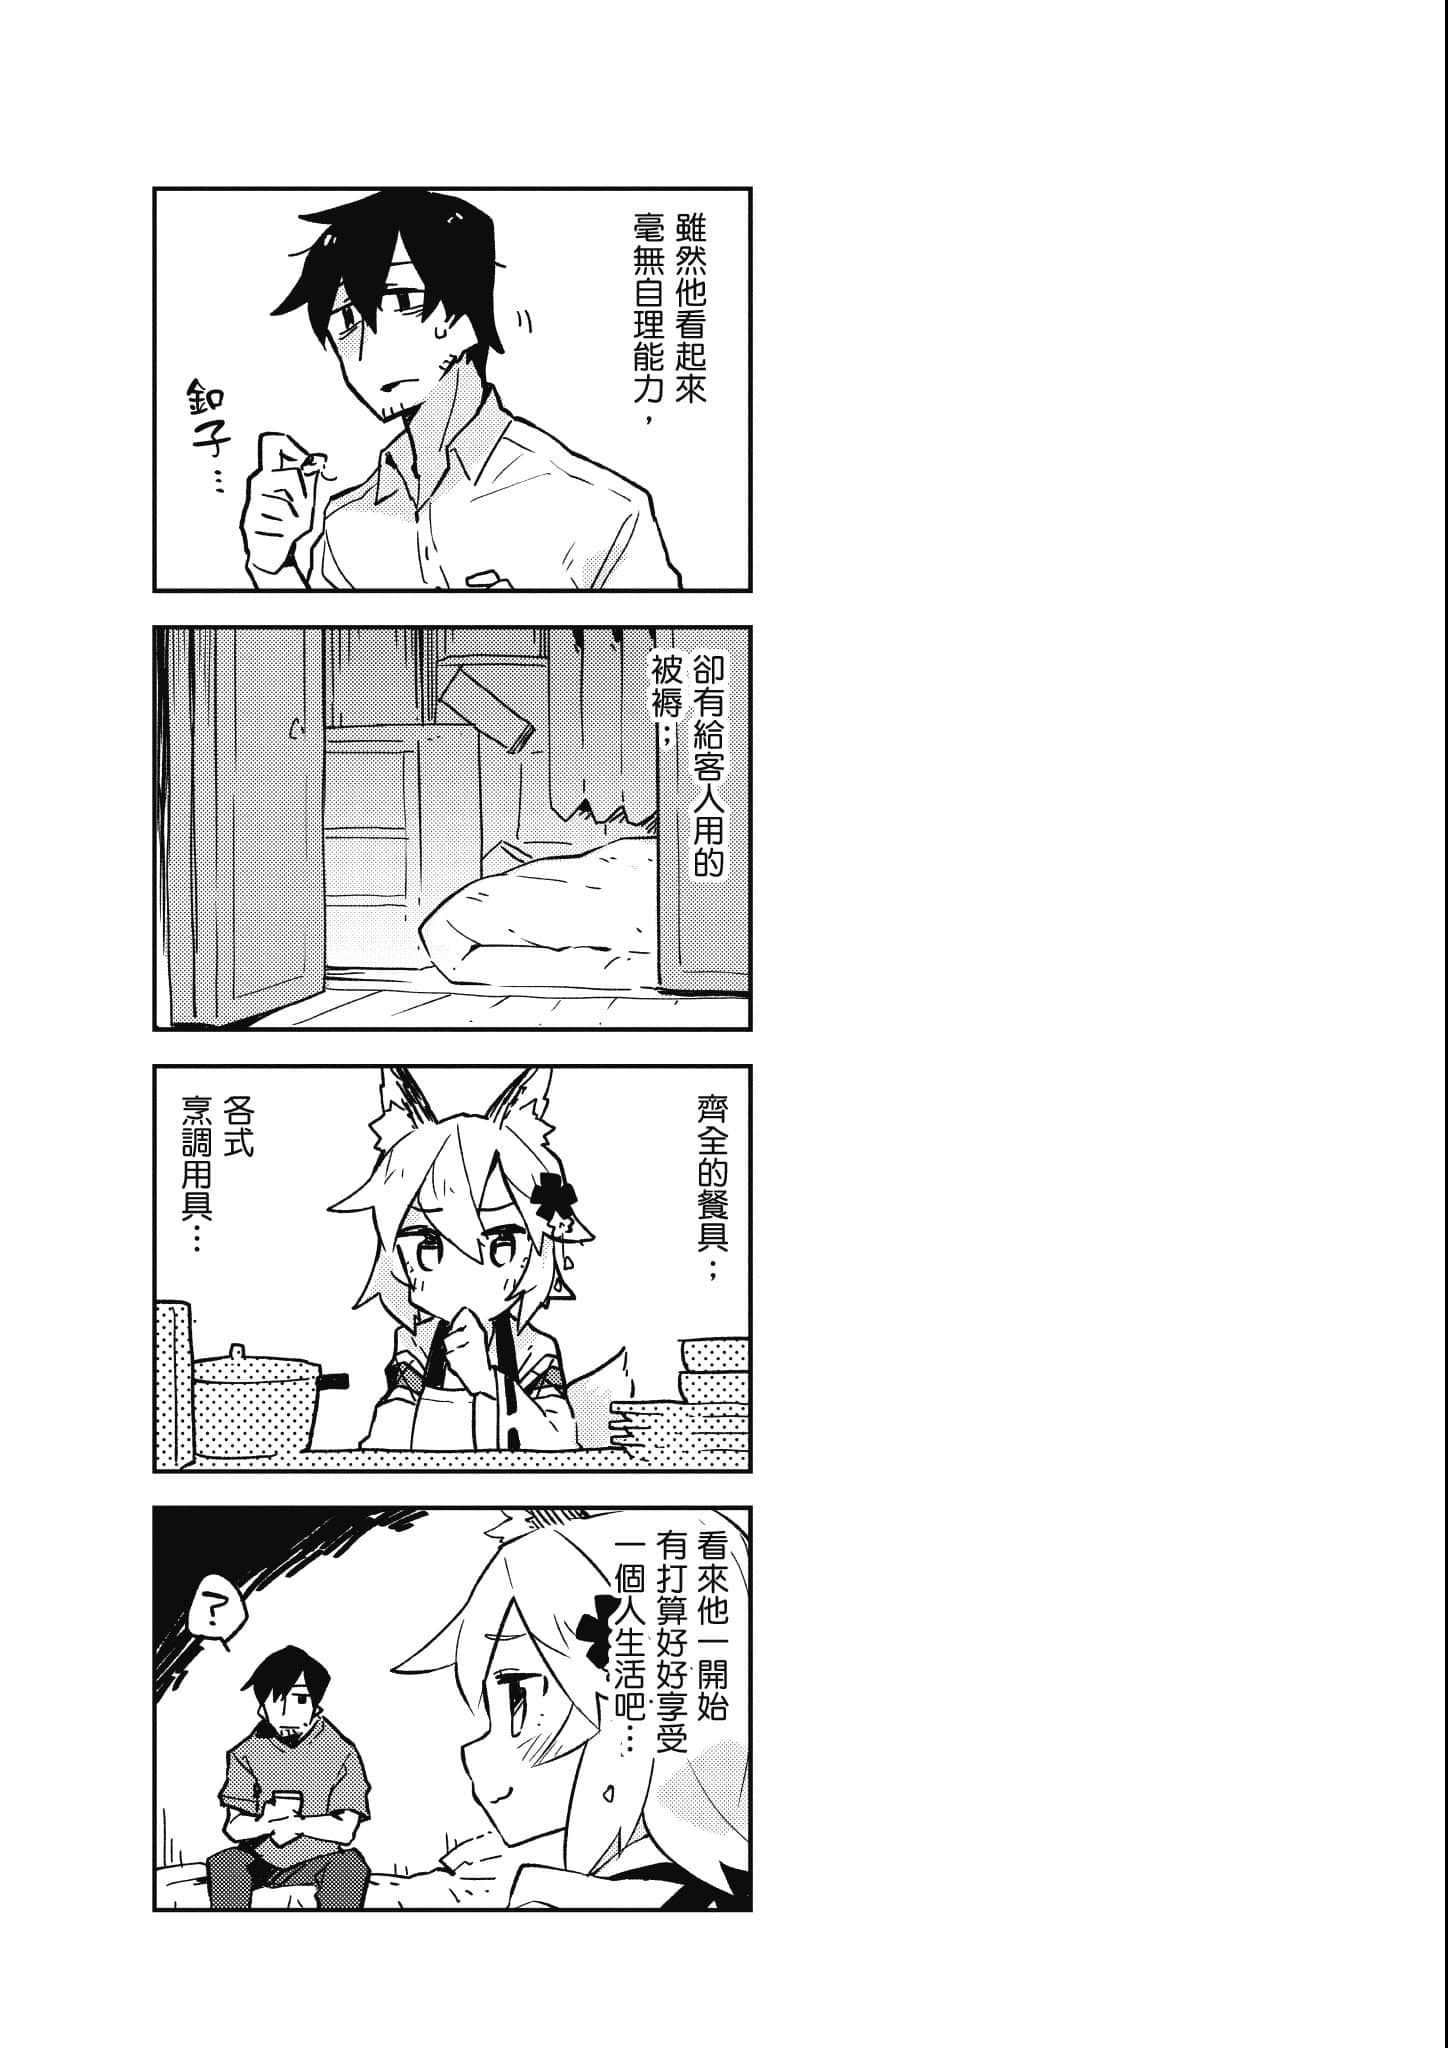 雖然他看起來
毫無自理能力，
釦子…
卻有給客人用的
被褥；
齊全的餐具；
各式
烹調用具…
看來他一開始
有打算好好享受
一個人生活吧…
?